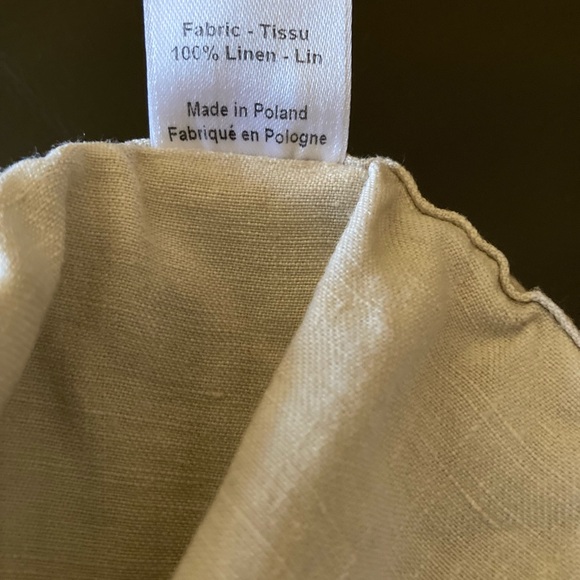 Fabric - Tissu
100% Linen - Lin
Made in Poland
Fabriqué en Pologne